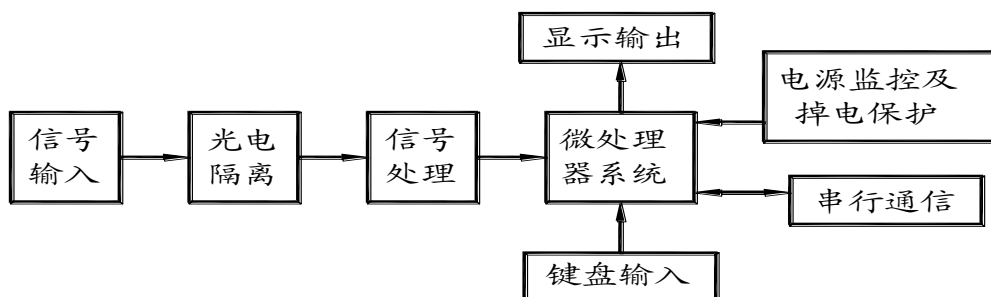 显示输出
电源监控及
掉电保护
信号
输入
光电
隔离
信号
处理
微处理
器系统
串行通信
键盘输入